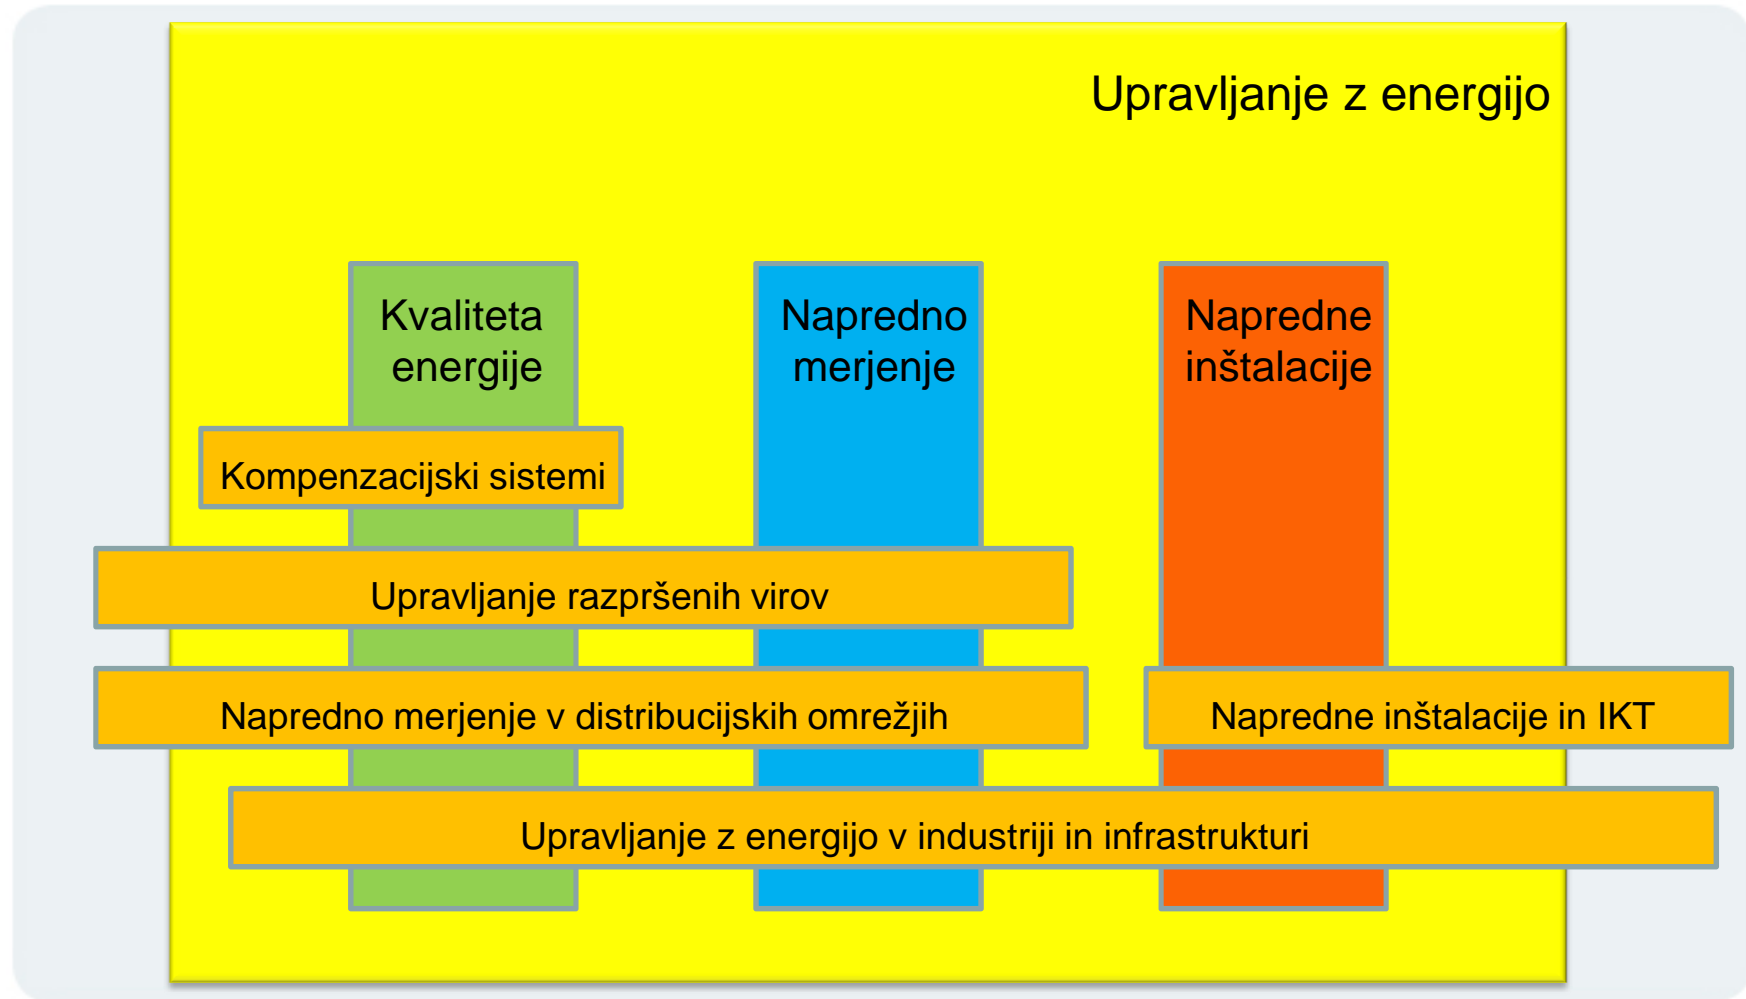 Upravljanje z energijo
Kvaliteta
energije
Napredno
merjenje
Napredne
inštalacije
Kompenzacijski sistemi
Upravljanje razpršenih virov
Napredno merjenje v distribucijskih omrežjih
Napredne inštalacije in IKT
Upravljanje z energijo v industriji in infrastrukturi